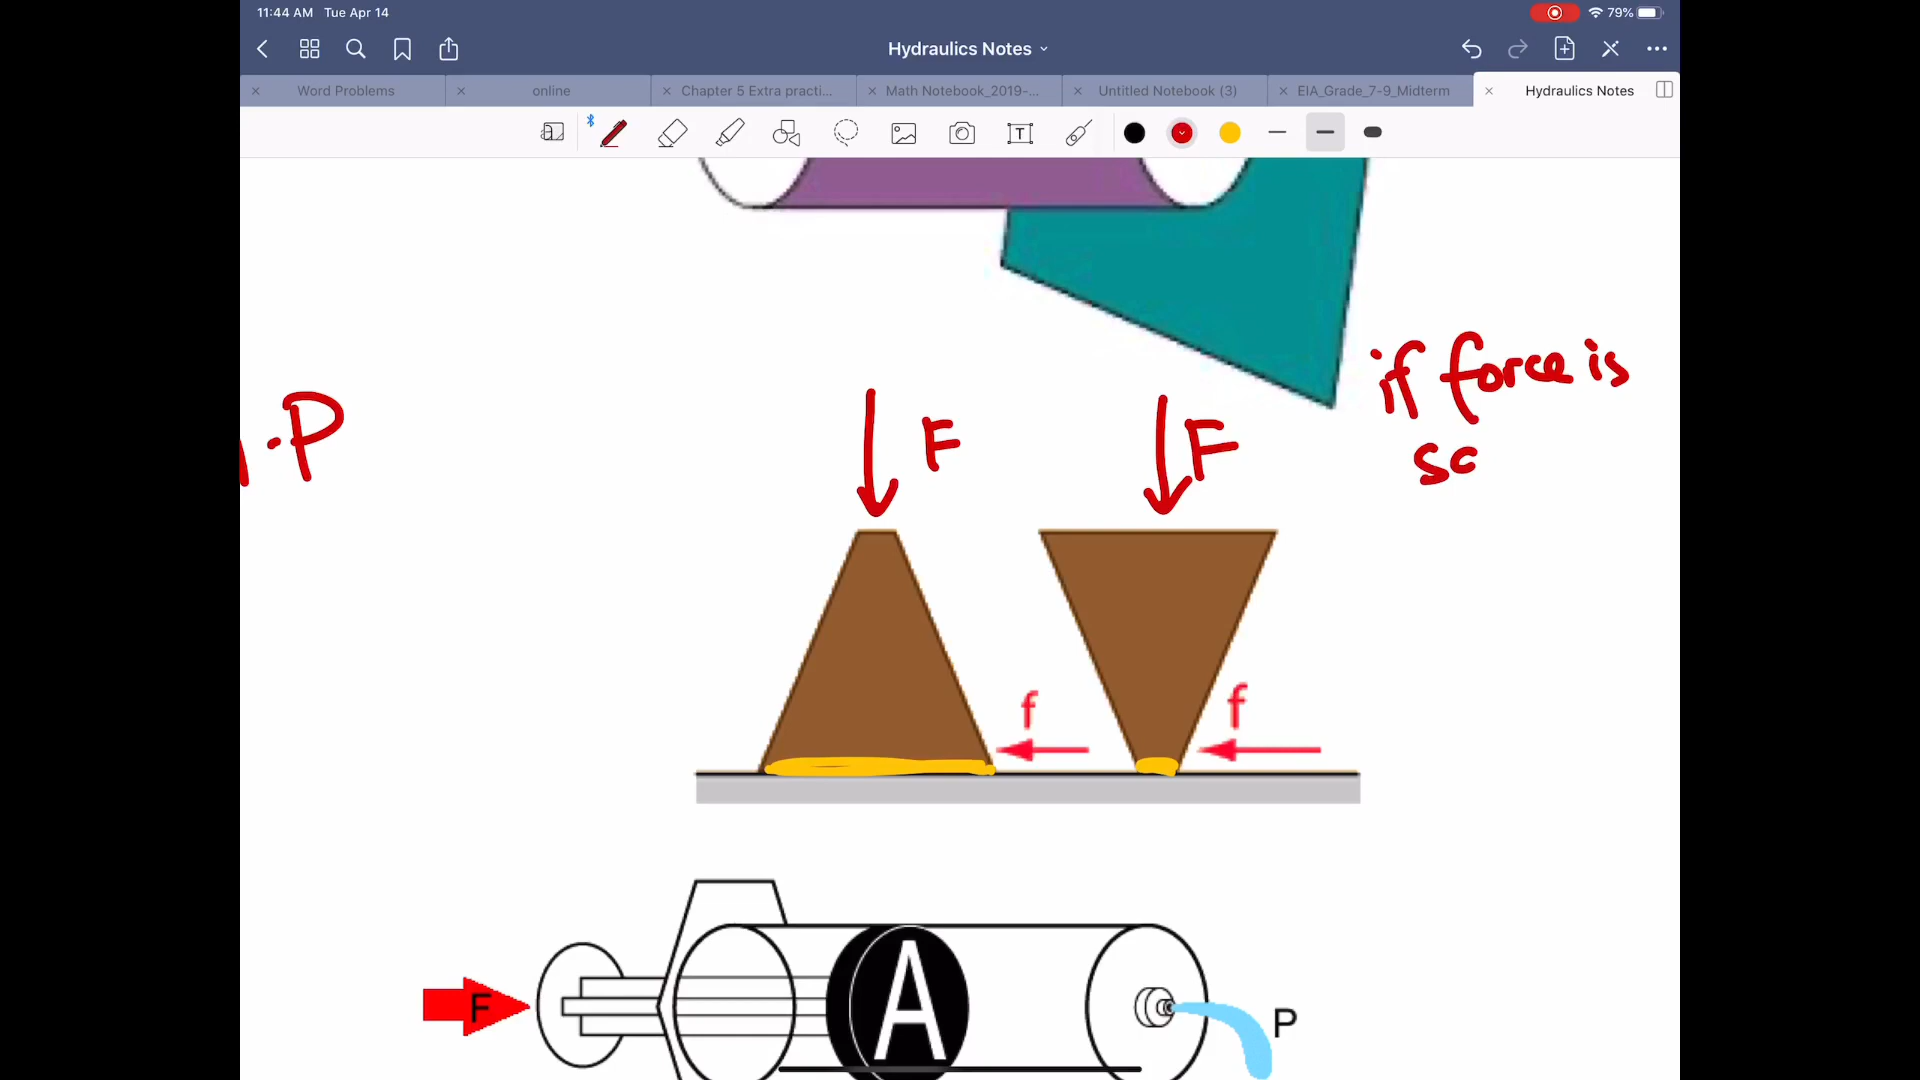 11:44 AM Tue Apr 14
79%
Hydraulics Notes
Word Problems
online
Chapter 5 Extra practi...
Math Notebook_2019-...
Untitled Notebook (3)
EIA_Grade_7-9_Midterm
Hydraulics Notes
if force is
·P
F
F
f
f
F
A
P